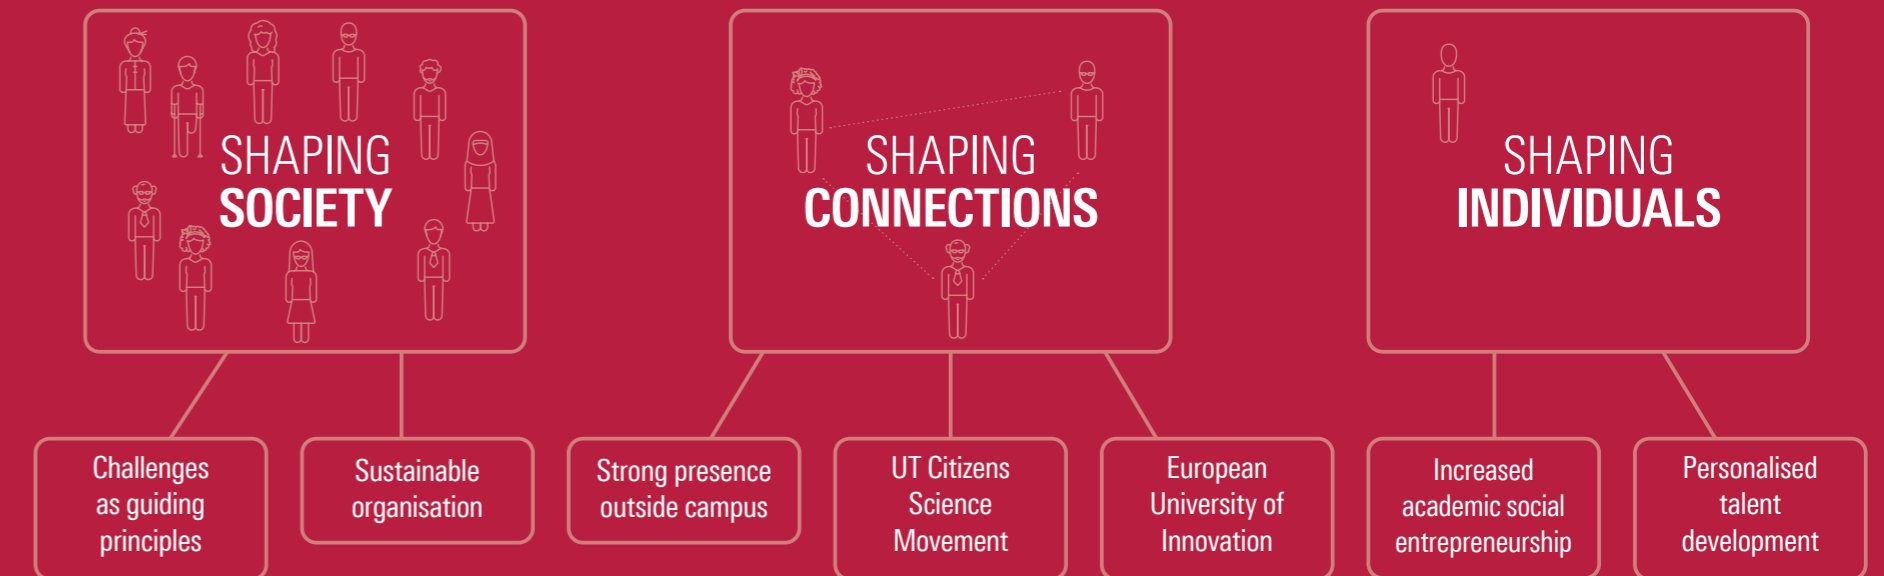 SHAPING
SOCIETY
SHAPING
CONNECTIONS
SHAPING
INDIVIDUALS
Challenges
as guiding
principles
Sustainable
organisation
Strong presence
outside campus
UT Citizens
Science
Movement
European
University of
Innovation
Increased
academic social
entrepreneurship
Personalised
talent
development